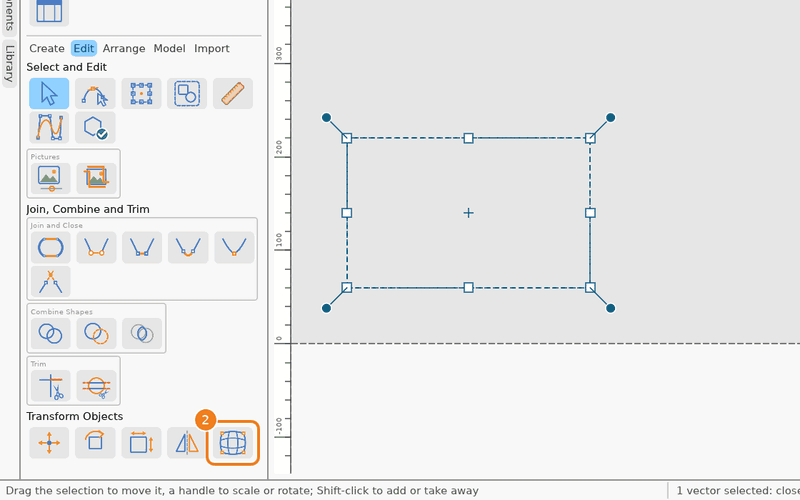 nents
Library
Create Edit Arrange Model Import
Select and Edit
Pictures
Join, Combine and Trim
Join and Close
Combine Shapes
Trim
Transform Objects
2
300
200
100
0
-100
Drag the selection to move it, a handle to scale or rotate; Shift-click to add or take away
1 vector selected: close